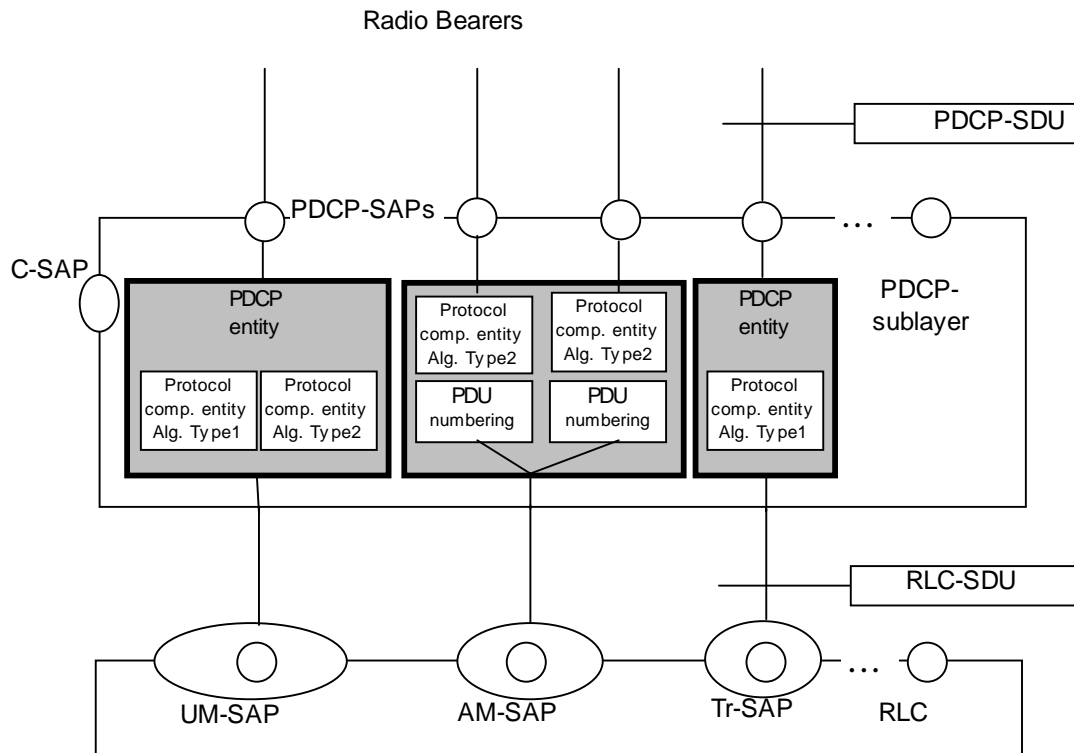 Radio Bearers
PDCP-SDU
PDCP-SAPs
...
C-SAP
PDCP-
sublayer
PDCP
entity
Protocol
comp. entity
Alg. Type1
Protocol
comp. entity
Alg. Type2
Protocol
comp. entity
Alg. Type2
PDU
numbering
Protocol
comp. entity
Alg. Type2
PDU
numbering
PDCP
entity
Protocol
comp. entity
Alg. Type1
RLC-SDU
...
UM-SAP
AM-SAP
Tr-SAP
RLC